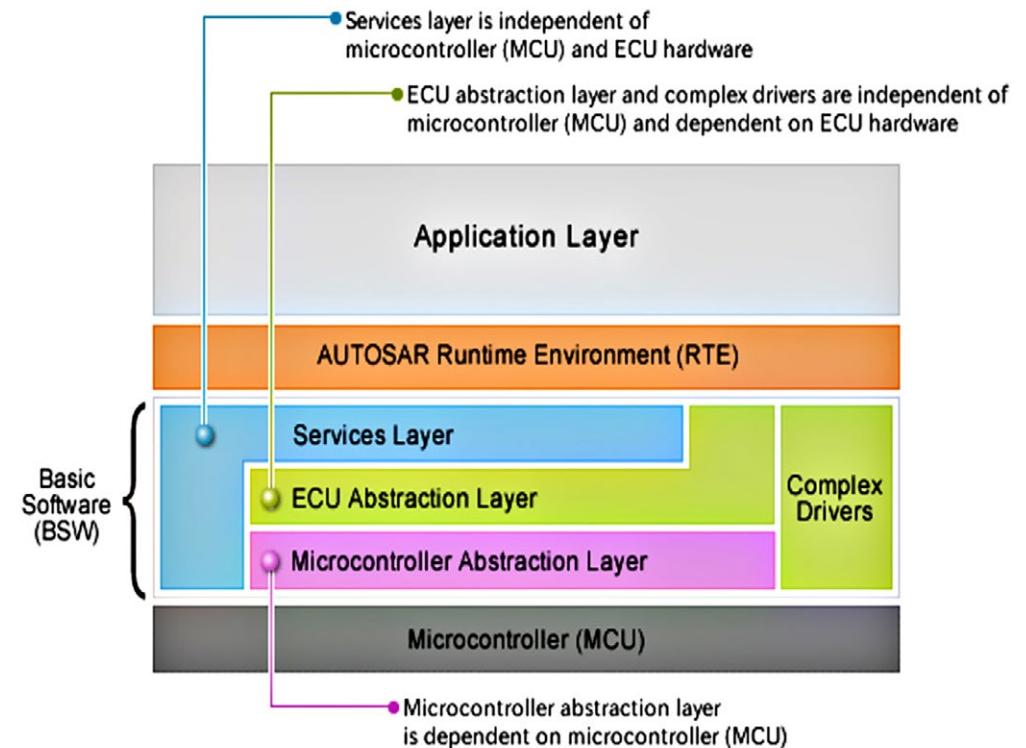 Services layer is independent of
microcontroller (MCU) and ECU hardware
ECU abstraction layer and complex drivers are independent of
microcontroller (MCU) and dependent on ECU hardware
Application Layer
AUTOSAR Runtime Environment (RTE)
Basic
Software
(BSW)
Services Layer
ECU Abstraction Layer
Microcontroller Abstraction Layer
Complex
Drivers
Microcontroller (MCU)
Microcontroller abstraction layer
is dependent on microcontroller (MCU)